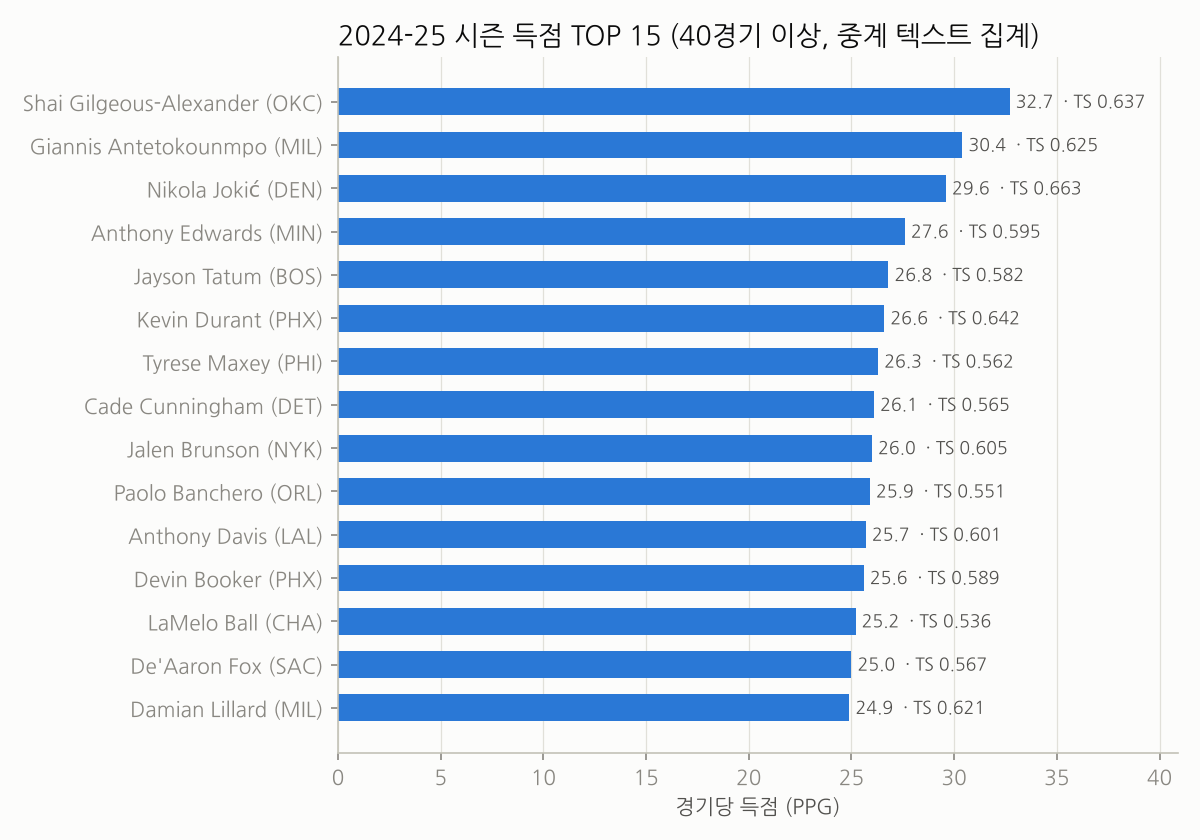 2024-25 시즌 득점 TOP 15 (40경기 이상, 중계 텍스트 집계)
Shai Gilgeous-Alexander (OKC) 32.7 · TS 0.637
Giannis Antetokounmpo (MIL) 30.4 · TS 0.625
Nikola Jokić (DEN) 29.6 · TS 0.663
Anthony Edwards (MIN) 27.6 · TS 0.595
Jayson Tatum (BOS) 26.8 · TS 0.582
Kevin Durant (PHX) 26.6 · TS 0.642
Tyrese Maxey (PHI) 26.3 · TS 0.562
Cade Cunningham (DET) 26.1 · TS 0.565
Jalen Brunson (NYK) 26.0 · TS 0.605
Paolo Banchero (ORL) 25.9 · TS 0.551
Anthony Davis (LAL) 25.7 · TS 0.601
Devin Booker (PHX) 25.6 · TS 0.589
LaMelo Ball (CHA) 25.2 · TS 0.536
De'Aaron Fox (SAC) 25.0 · TS 0.567
Damian Lillard (MIL) 24.9 · TS 0.621
0 5 10 15 20 25 30 35 40
경기당 득점 (PPG)